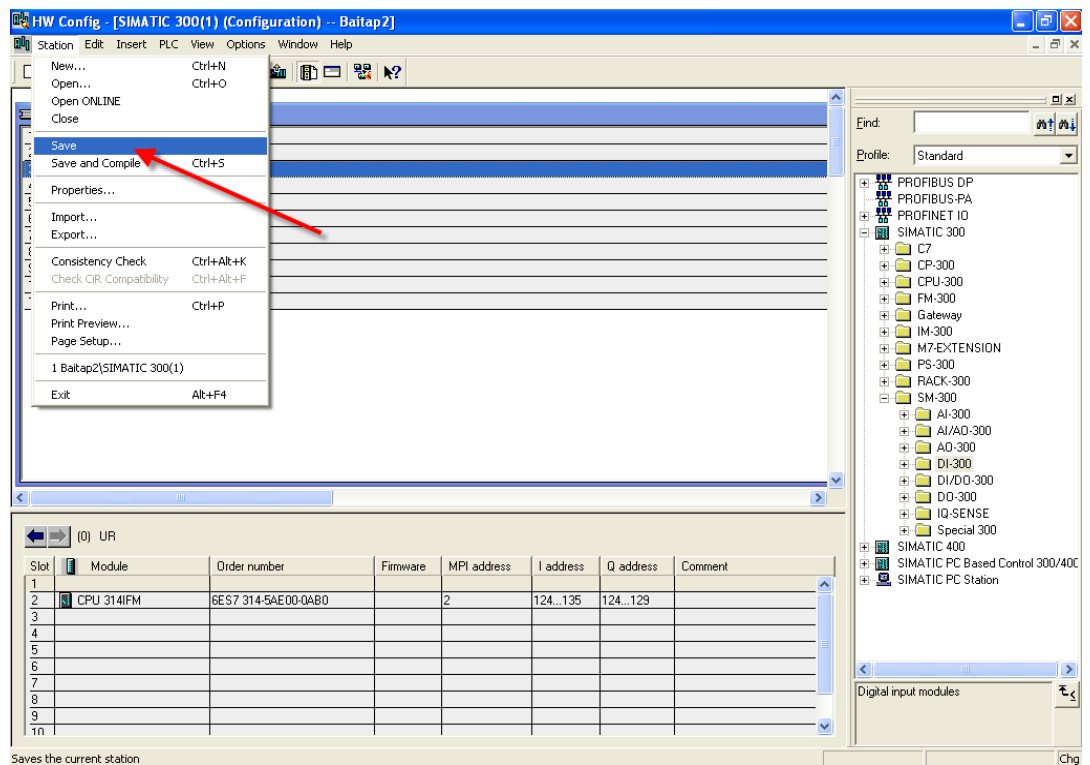 HW Config - [SIMATIC 300(1) (Configuration) -- Baitap2]
Station Edit Insert PLC View Options Window Help
New... Ctrl+N
Open... Ctrl+O
Open ONLINE
Close
Save
Save and Compile Ctrl+S
Properties...
Import...
Export...
Consistency Check Ctrl+Alt+K
Check CiR Compatibility Ctrl+Alt+F
Print... Ctrl+P
Print Preview...
Page Setup...
1 Baitap2\SIMATIC 300(1)
Exit Alt+F4
Find:
Profile: Standard
PROFIBUS DP
PROFIBUS-PA
PROFINET IO
SIMATIC 300
C7
CP-300
CPU-300
FM-300
Gateway
IM-300
M7-EXTENSION
PS-300
RACK-300
SM-300
AI-300
AI/AO-300
AO-300
DI-300
DI/DO-300
DO-300
IQ-SENSE
Special 300
SIMATIC 400
SIMATIC PC Based Control 300/400
SIMATIC PC Station
Digital input modules
(0) UR
Slot Module Order number Firmware MPI address I address Q address Comment
1
2 CPU 314IFM 6ES7 314-5AE00-0AB0 2 124...135 124...129
3
4
5
6
7
8
9
10
Saves the current station Chg